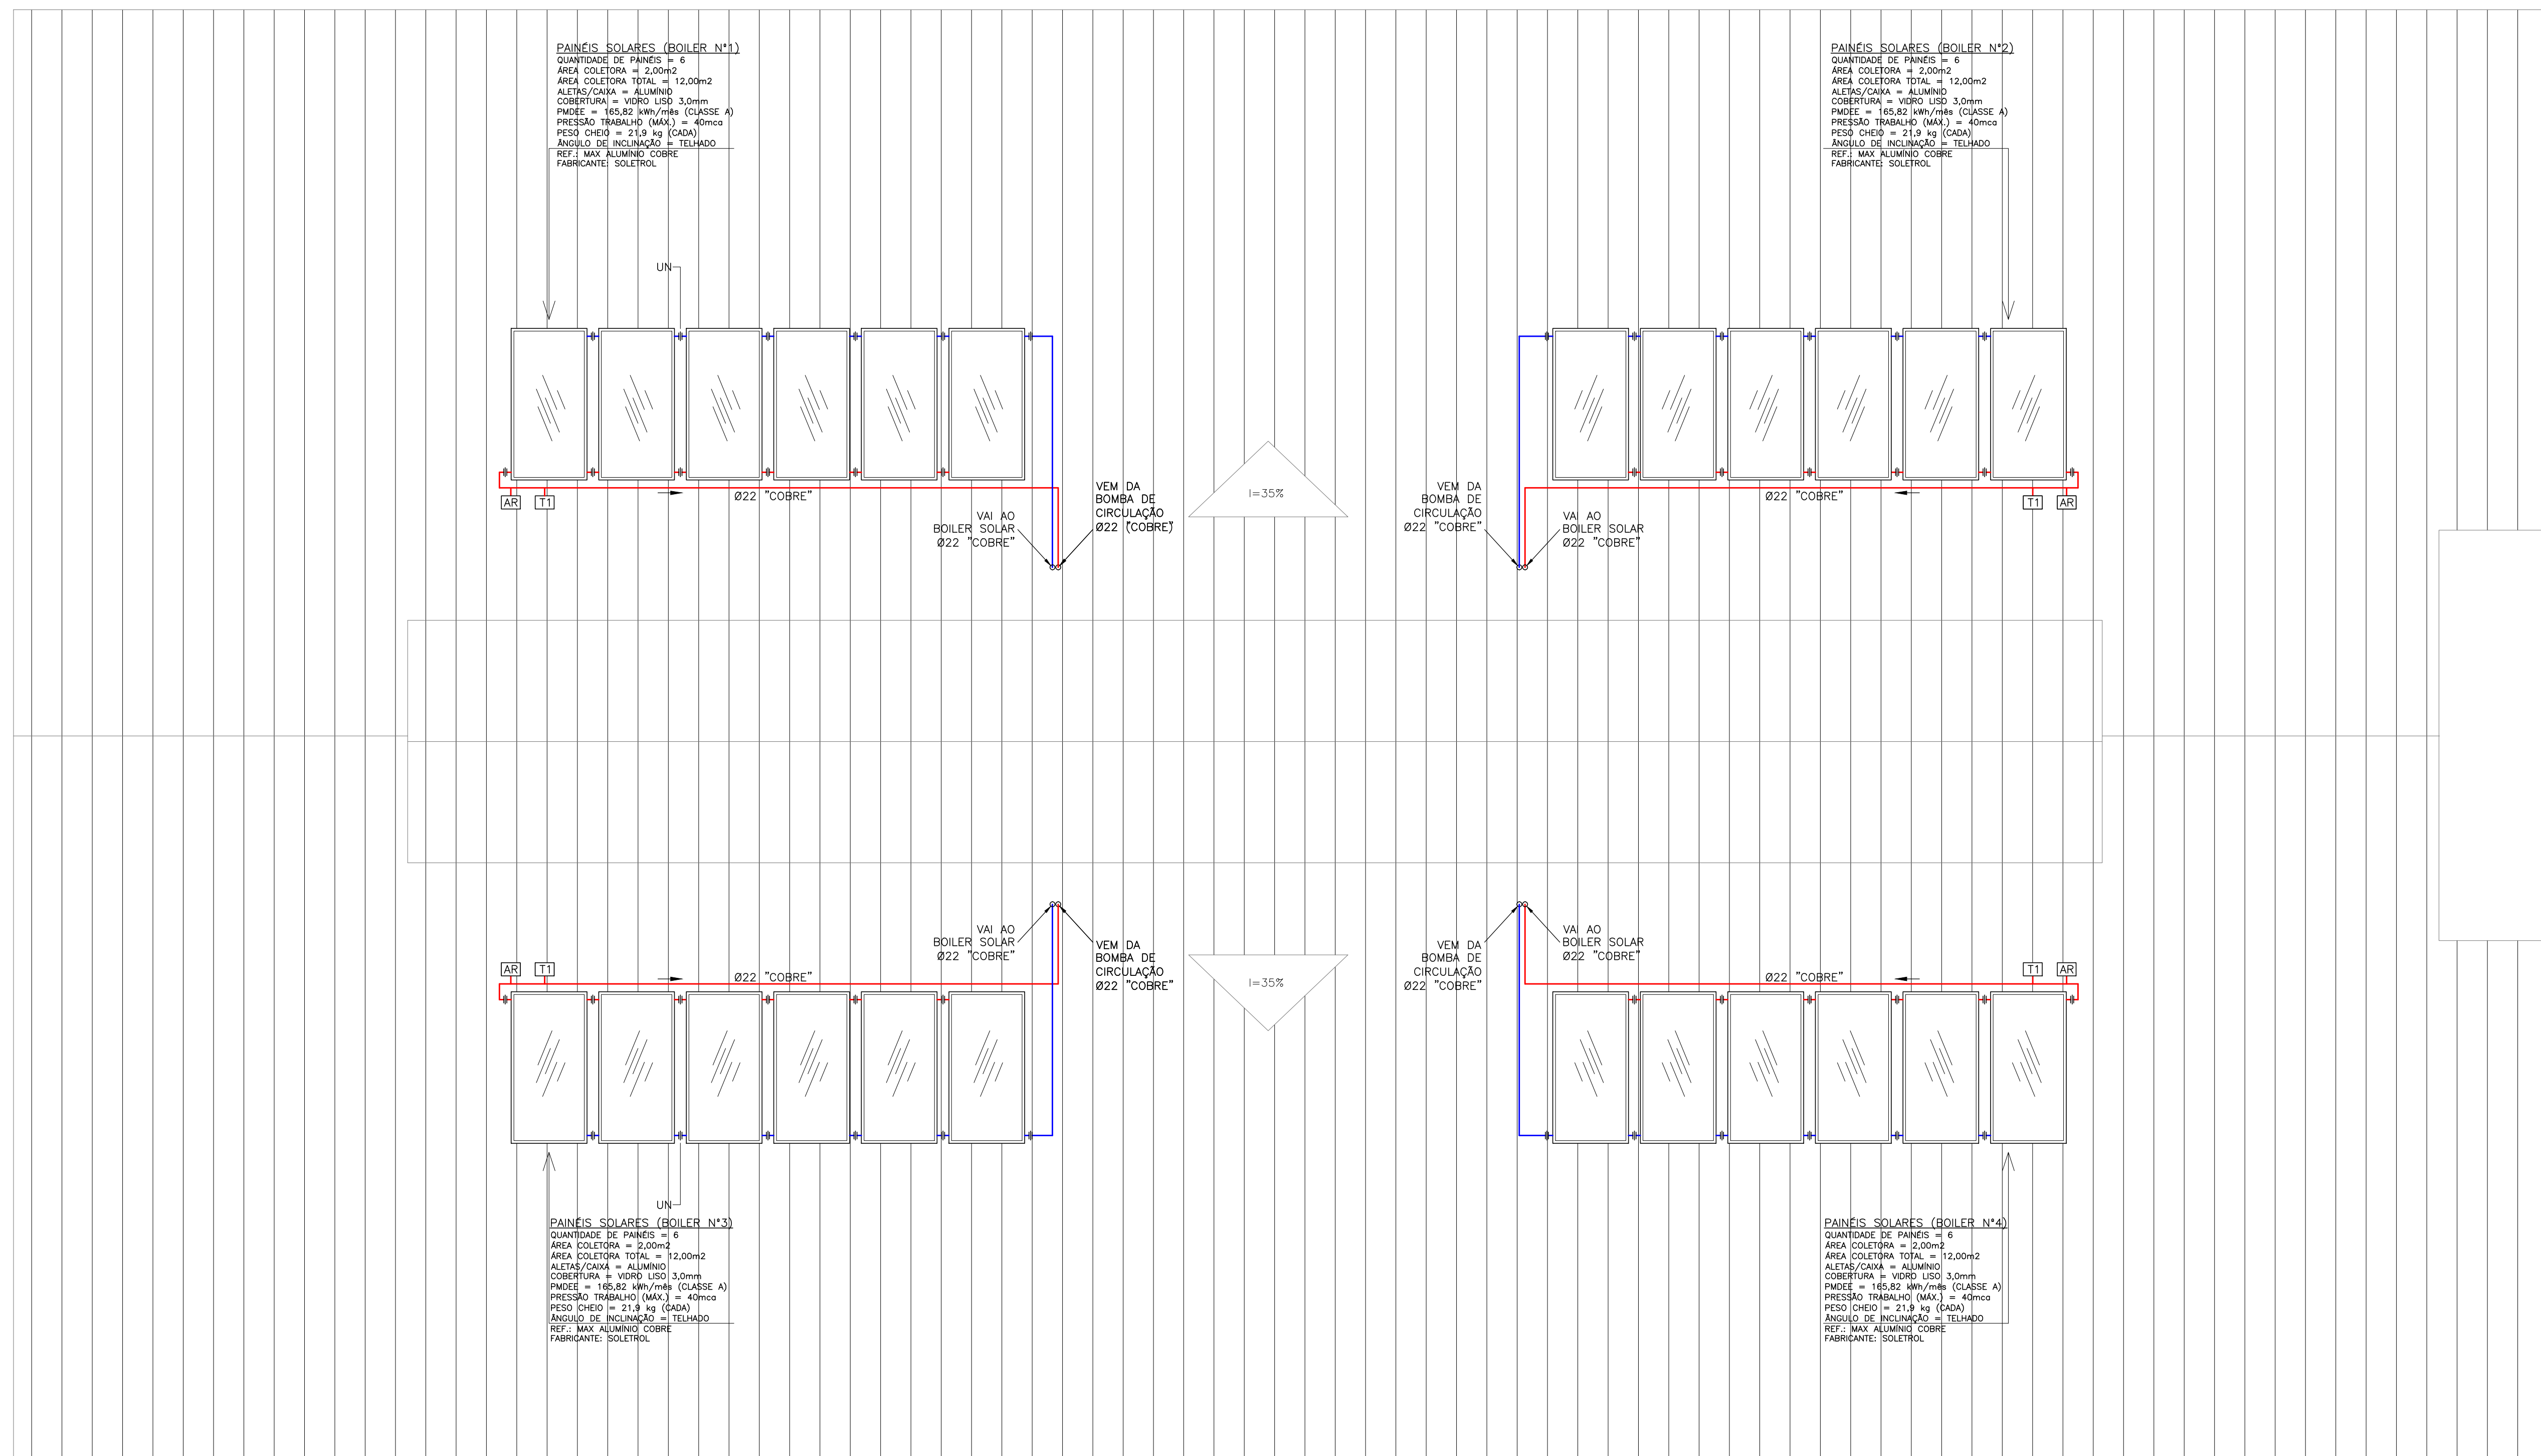 PAINÉIS SOLARES (BOILER Nº1)
QUANTIDADE DE PAINÉIS = 6
ÁREA COLETORA = 2,00m2
ÁREA COLETORA TOTAL = 12,00m2
ALETAS/CAIXA = ALUMÍNIO
COBERTURA = VIDRO LISO 3,0mm
PMDEE = 165,82 kWh/mês (CLASSE A)
PRESSÃO TRABALHO (MÁX.) = 40mca
PESO CHEIO = 21,9 kg (CADA)
ÂNGULO DE INCLINAÇÃO = TELHADO
REF.: MAX ALUMÍNIO COBRE
FABRICANTE: SOLETROL
PAINÉIS SOLARES (BOILER Nº2)
QUANTIDADE DE PAINÉIS = 6
ÁREA COLETORA = 2,00m2
ÁREA COLETORA TOTAL = 12,00m2
ALETAS/CAIXA = ALUMÍNIO
COBERTURA = VIDRO LISO 3,0mm
PMDEE = 165,82 kWh/mês (CLASSE A)
PRESSÃO TRABALHO (MÁX.) = 40mca
PESO CHEIO = 21,9 kg (CADA)
ÂNGULO DE INCLINAÇÃO = TELHADO
REF.: MAX ALUMÍNIO COBRE
FABRICANTE: SOLETROL
UN
AR
T1
Ø22 "COBRE"
VAI AO
BOILER SOLAR
Ø22 "COBRE"
VEM DA
BOMBA DE
CIRCULAÇÃO
Ø22 (COBRE)
I=35%
VEM DA
BOMBA DE
CIRCULAÇÃO
Ø22 "COBRE"
VAI AO
BOILER SOLAR
Ø22 "COBRE"
Ø22 "COBRE"
T1
AR
AR
T1
Ø22 "COBRE"
VAI AO
BOILER SOLAR
Ø22 "COBRE"
VEM DA
BOMBA DE
CIRCULAÇÃO
Ø22 "COBRE"
I=35%
VEM DA
BOMBA DE
CIRCULAÇÃO
Ø22 "COBRE"
VAI AO
BOILER SOLAR
Ø22 "COBRE"
Ø22 "COBRE"
T1
AR
UN
PAINÉIS SOLARES (BOILER Nº3)
QUANTIDADE DE PAINÉIS = 6
ÁREA COLETORA = 2,00m2
ÁREA COLETORA TOTAL = 12,00m2
ALETAS/CAIXA = ALUMÍNIO
COBERTURA = VIDRO LISO 3,0mm
PMDEE = 165,82 kWh/mês (CLASSE A)
PRESSÃO TRABALHO (MÁX.) = 40mca
PESO CHEIO = 21,9 kg (CADA)
ÂNGULO DE INCLINAÇÃO = TELHADO
REF.: MAX ALUMÍNIO COBRE
FABRICANTE: SOLETROL
PAINÉIS SOLARES (BOILER Nº4)
QUANTIDADE DE PAINÉIS = 6
ÁREA COLETORA = 2,00m2
ÁREA COLETORA TOTAL = 12,00m2
ALETAS/CAIXA = ALUMÍNIO
COBERTURA = VIDRO LISO 3,0mm
PMDEE = 165,82 kWh/mês (CLASSE A)
PRESSÃO TRABALHO (MÁX.) = 40mca
PESO CHEIO = 21,9 kg (CADA)
ÂNGULO DE INCLINAÇÃO = TELHADO
REF.: MAX ALUMÍNIO COBRE
FABRICANTE: SOLETROL